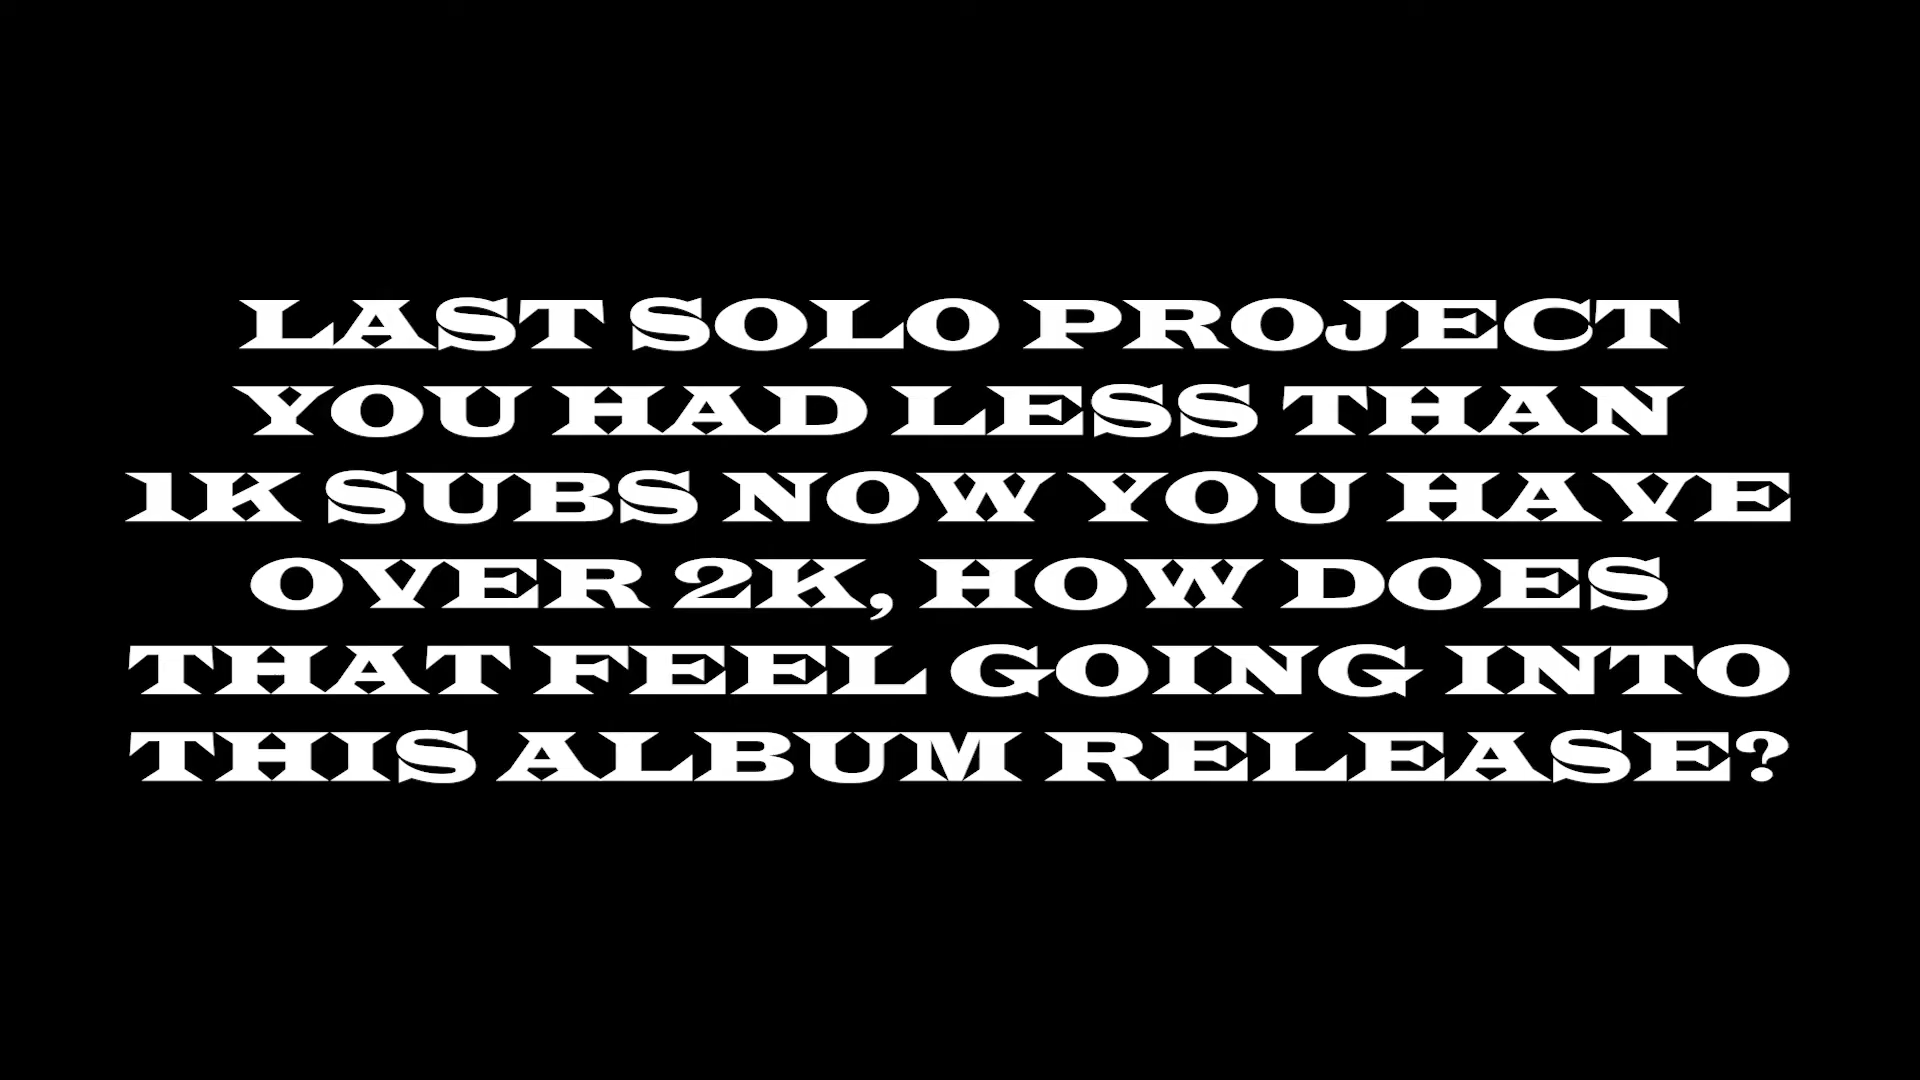 LAST SOLO PROJECT
YOU HAD LESS THAN
1K SUBS NOW YOU HAVE
OVER 2K, HOW DOES
THAT FEEL GOING INTO
THIS ALBUM RELEASE?